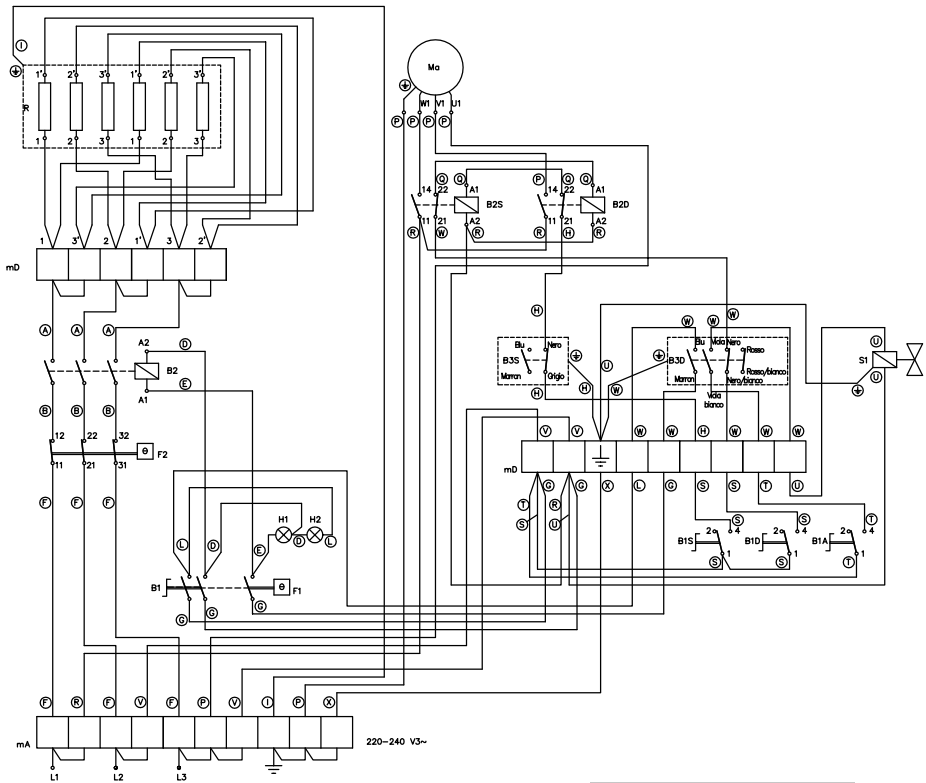 I
1' 2' 3' 1' 2' 3'
R
1 2 3 1 2 3
Ma
W1 V1 U1
P P P P
14 22 Q Q A1 P 14 22 Q Q A1
B2S B2D
11 21 A2 11 21 A2
R W R R H R
1 3' 2 1' 3 2'
mD
A A A
A2 D
B2
A1 E
B B B
12 22 32
θ F2
11 21 31
F F F
H
U
W W W
Blu Nero
B3S
Marron Grigio
H
H
W
Blu Viola Nero Rosso
B3D
Marron Nero/bianco Rosso/bianco
Viola bianco
U
S1
U
V V W W H W W W
mD
G G X L G S S T U
T R
S U
H1 H2
L D E D L
B1 θ F1
G G G
2 4 S 2 4 S 2 4 T
B1S B1D B1A
1 1 1
S S T
F R F V F P V I P X
mA
220-240 V3~
L1 L2 L3